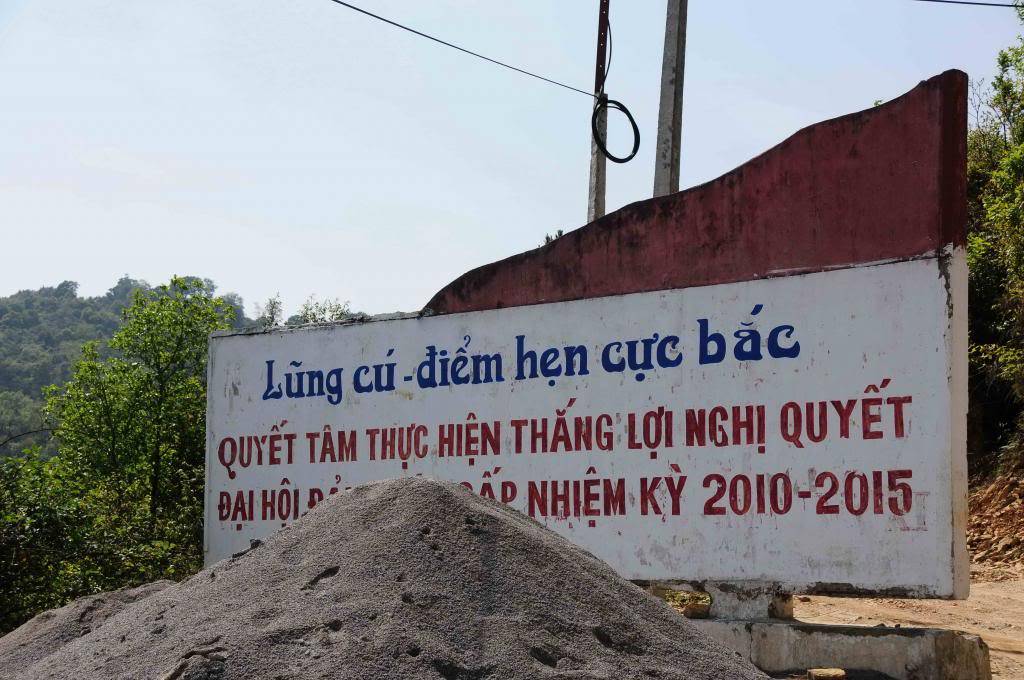 Lũng cú - điểm hẹn cực bắc
QUYẾT TÂM THỰC HIỆN THẮNG LỢI NGHỊ QUYẾT
ĐẠI HỘI CẤP NHIỆM KỲ 2010-2015